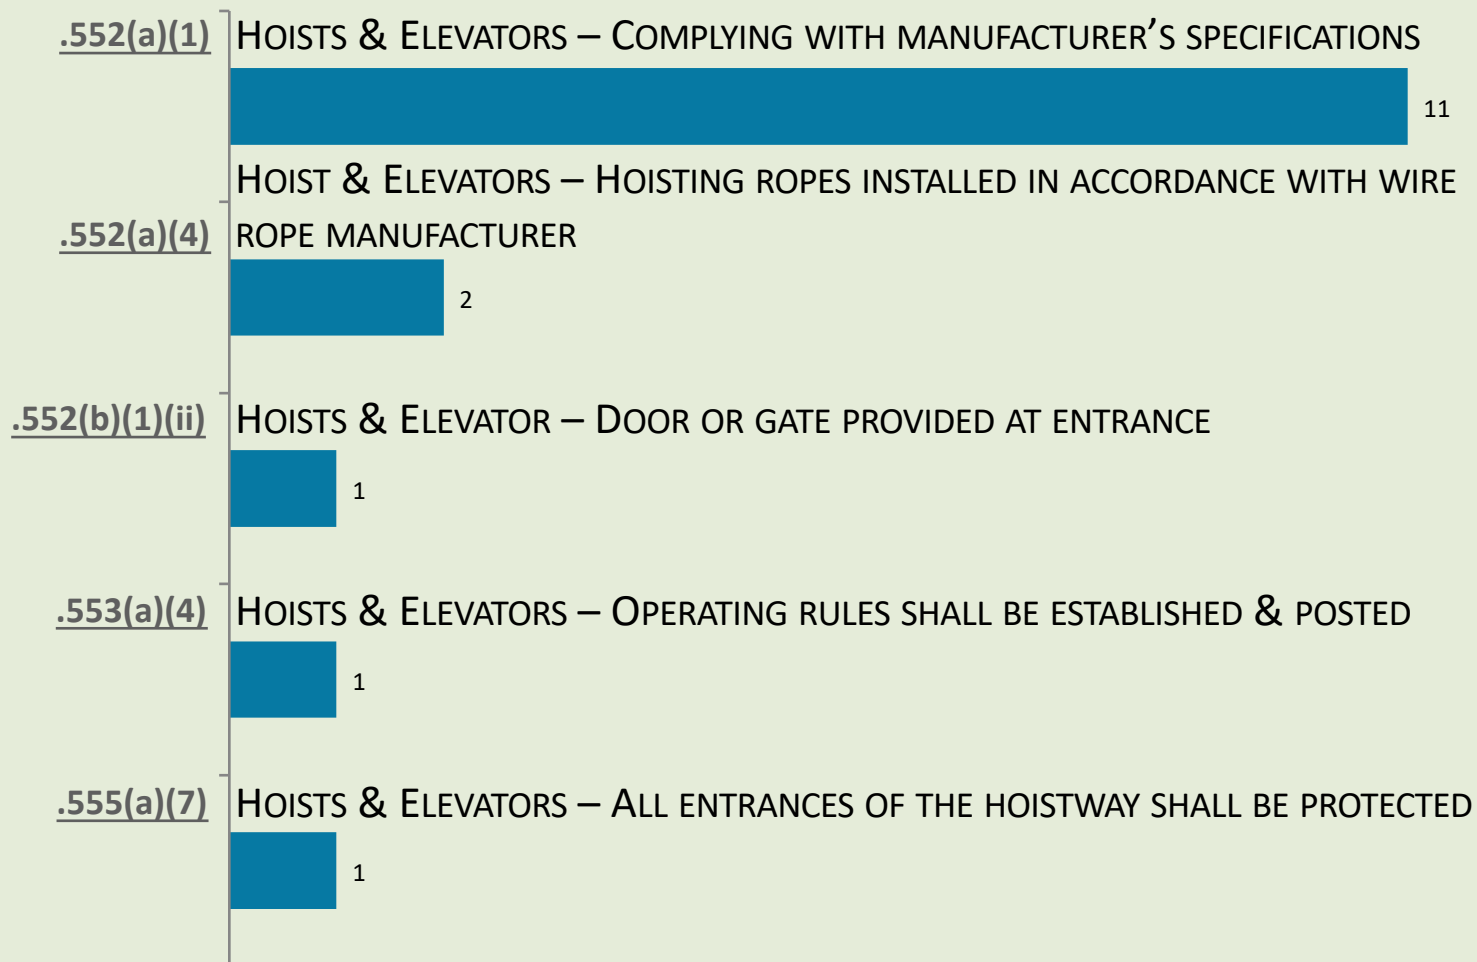 .552(a)(1) Hoists & Elevators – Complying with manufacturer’s specifications
11
Hoist & Elevators – Hoisting ropes installed in accordance with wire
.552(a)(4) rope manufacturer
2
.552(b)(1)(ii) Hoists & Elevator – Door or gate provided at entrance
1
.553(a)(4) Hoists & Elevators – Operating rules shall be established & posted
1
.555(a)(7) Hoists & Elevators – All entrances of the hoistway shall be protected
1